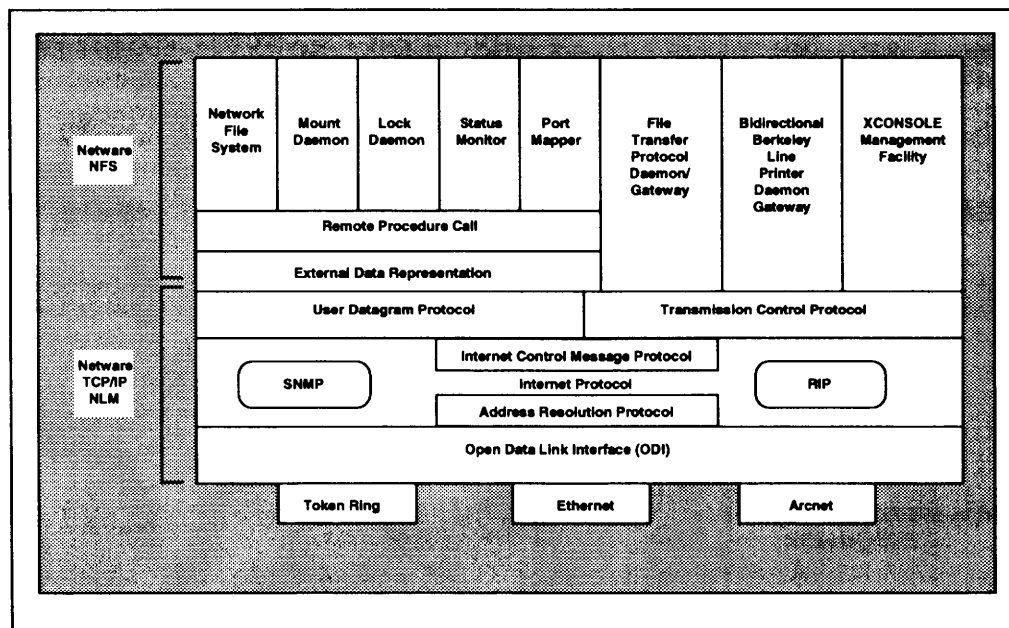 Netware
NFS
Network
File
System
Mount
Daemon
Lock
Daemon
Status
Monitor
Port
Mapper
File
Transfer
Protocol
Daemon/
Gateway
Bidirectional
Berkeley
Line
Printer
Daemon
Gateway
XCONSOLE
Management
Facility
Remote Procedure Call
External Data Representation
Netware
TCP/IP
NLM
User Datagram Protocol
Transmission Control Protocol
Internet Control Message Protocol
SNMP
Internet Protocol
RIP
Address Resolution Protocol
Open Data Link Interface (ODI)
Token Ring
Ethernet
Arcnet